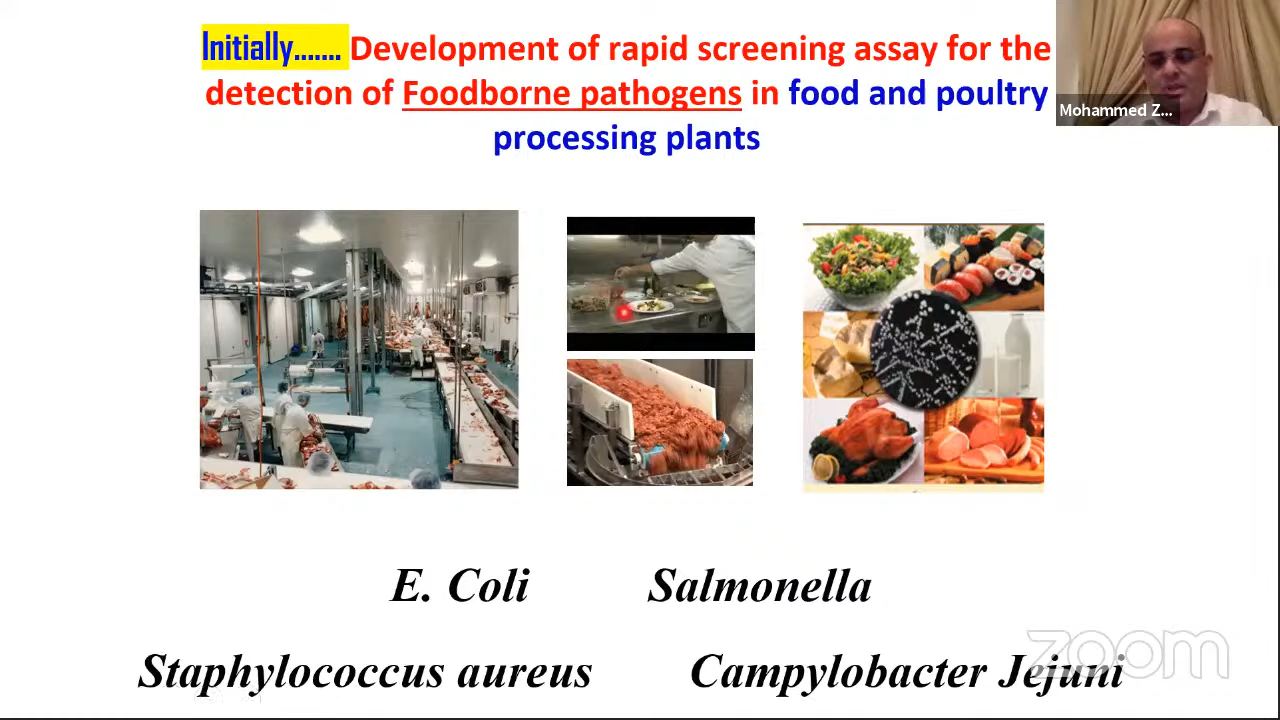 Initially....... Development of rapid screening assay for the
detection of Foodborne pathogens in food and poultry
processing plants
Mohammed Z...
E. Coli Salmonella
Staphylococcus aureus Campylobacter Jejuni
zoom